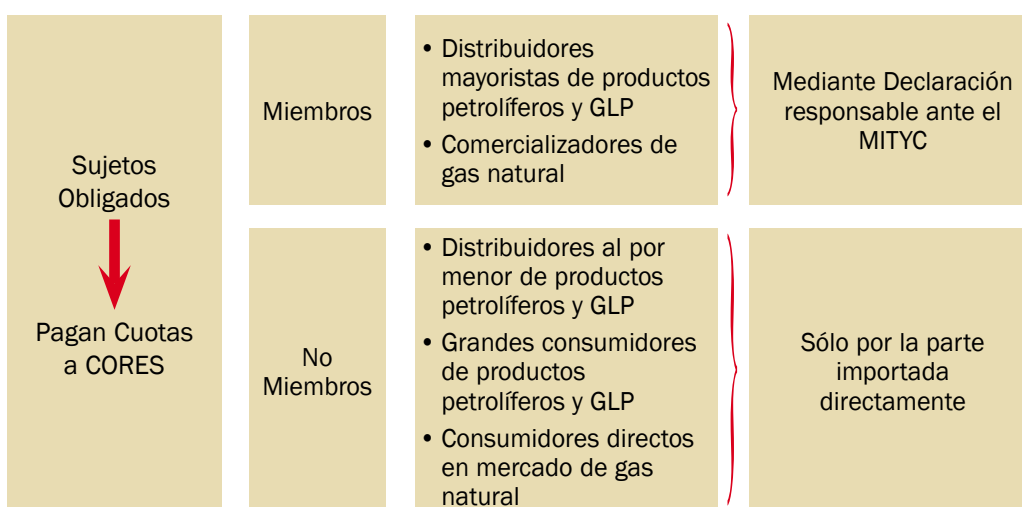 Sujetos
Obligados
Pagan Cuotas
a CORES
Miembros
• Distribuidores
mayoristas de productos
petrolíferos y GLP
• Comercializadores de
gas natural
Mediante Declaración
responsable ante el
MITYC
No
Miembros
• Distribuidores al por
menor de productos
petrolíferos y GLP
• Grandes consumidores
de productos
petrolíferos y GLP
• Consumidores directos
en mercado de gas
natural
Sólo por la parte
importada
directamente